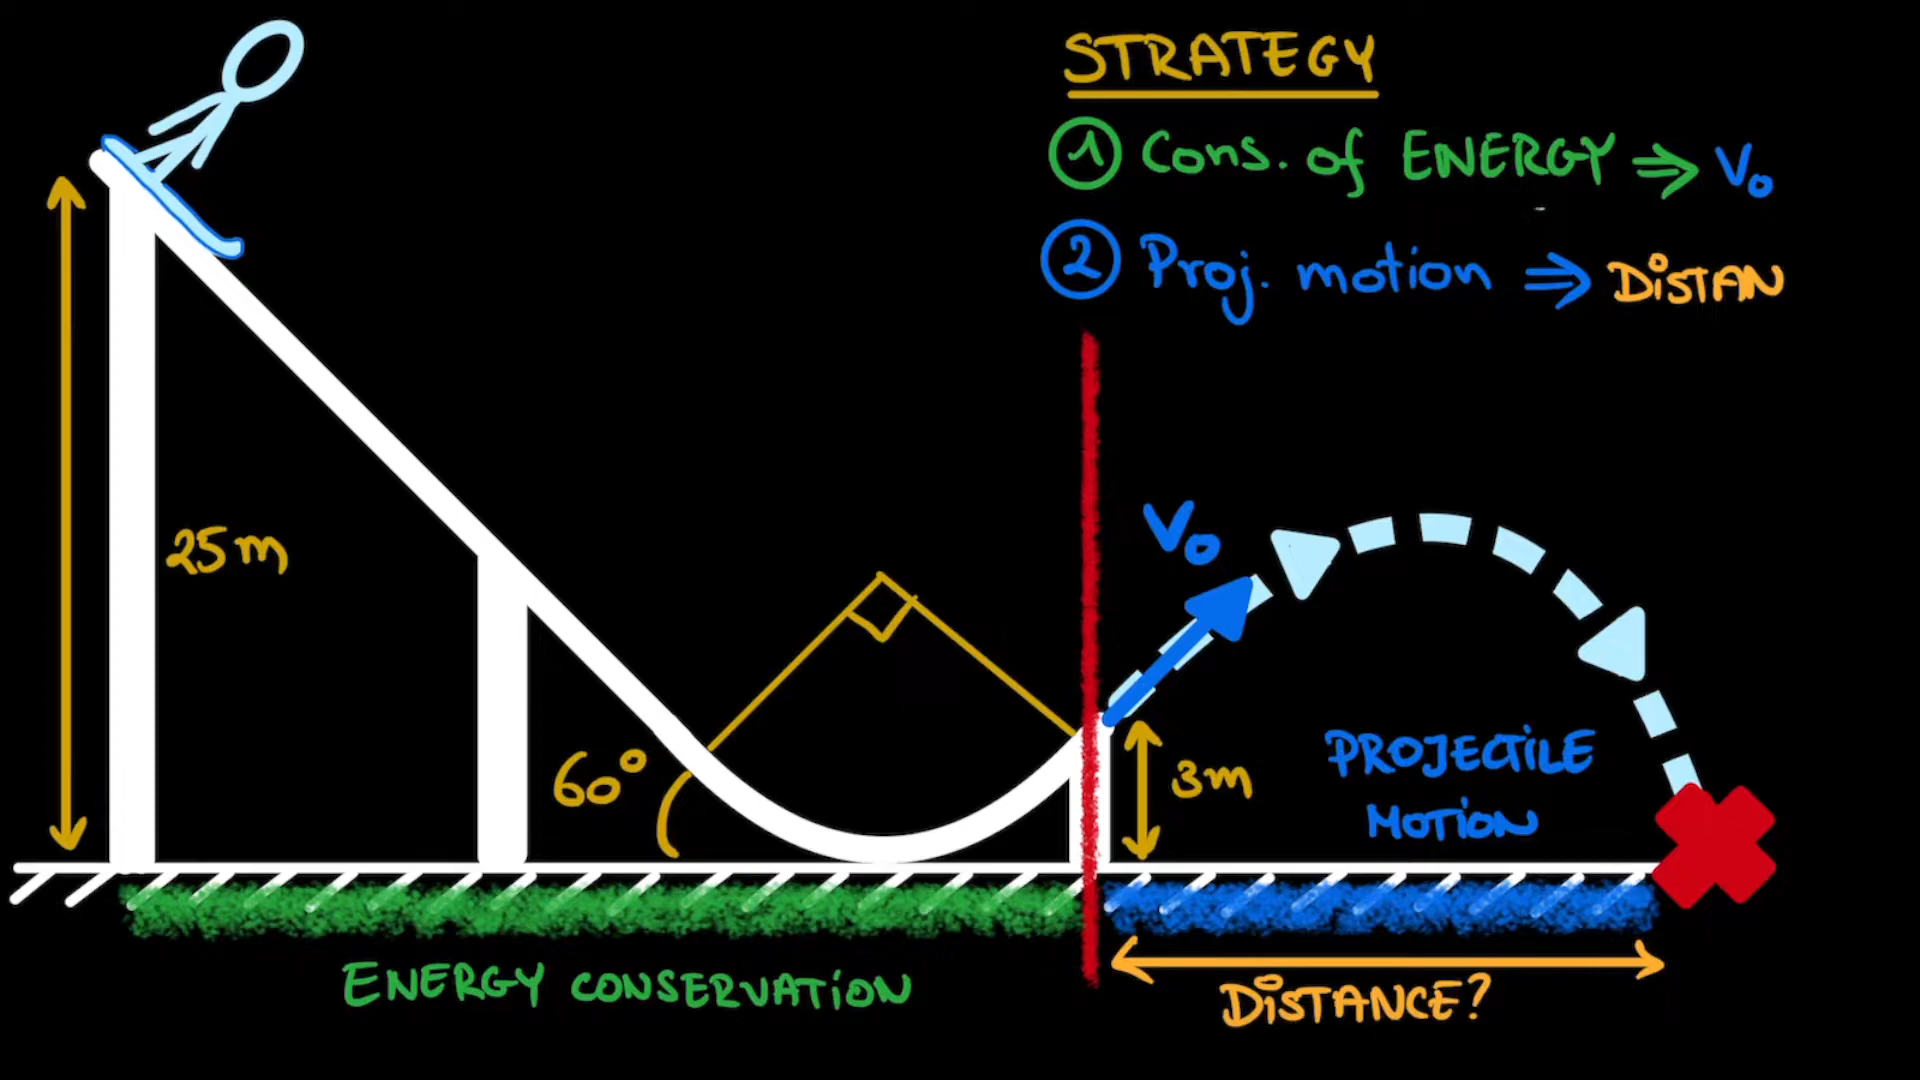 STRATEGY
① Cons. of ENERGY ⇒ V₀
② Proj. motion ⇒ DiSTAN
25m
V₀
60°
3m
PROJECTiLE
MOTiON
ENERGY CONSERVATiON
DiSTANCE?